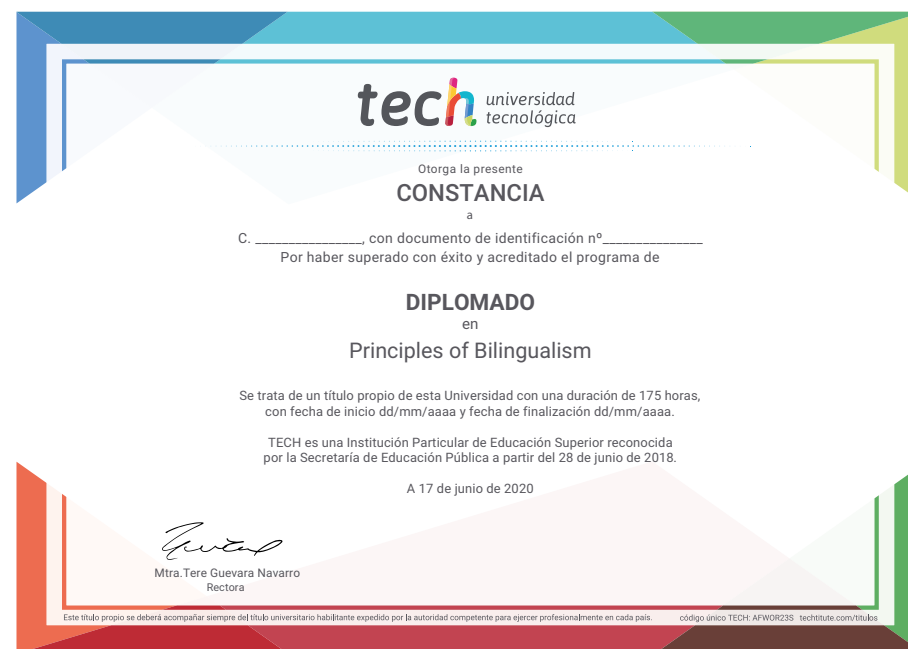 tech universidad
tecnológica
Otorga la presente
CONSTANCIA
a
C. ________________, con documento de identificación nº_______________
Por haber superado con éxito y acreditado el programa de
DIPLOMADO
en
Principles of Bilingualism
Se trata de un título propio de esta Universidad con una duración de 175 horas,
con fecha de inicio dd/mm/aaaa y fecha de finalización dd/mm/aaaa.
TECH es una Institución Particular de Educación Superior reconocida
por la Secretaría de Educación Pública a partir del 28 de junio de 2018.
A 17 de junio de 2020
Mtra.Tere Guevara Navarro
Rectora
Este título propio se deberá acompañar siempre del título universitario habilitante expedido por la autoridad competente para ejercer profesionalmente en cada país. código único TECH: AFWOR23S techtitute.com/titulos